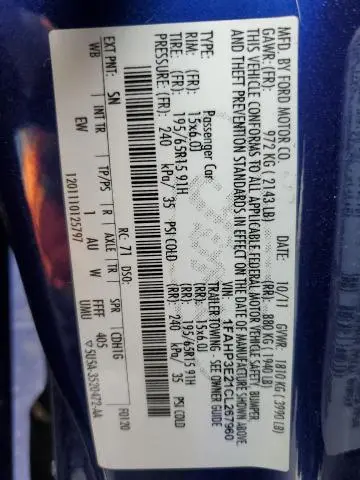 MFD BY FORD MOTOR CO.
DATE: 10/11 GVWR: 1810 KG ( 3990 LB)
GAWR: (FR): 972 KG ( 2143 LB) (RR): 880 KG ( 1940 LB)
THIS VEHICLE CONFORMS TO ALL APPLICABLE FEDERAL MOTOR VEHICLE SAFETY, BUMPER
AND THEFT PREVENTION STANDARDS IN EFFECT ON THE DATE OF MANUFACTURE SHOWN ABOVE
VIN: 1FAHP3E21CL267960
TYPE: Passenger Car TRAILER TOWING - SEE OWNER GUIDE
RIM: (FR): 15x6.0J (RR): 15x6.0J
TIRE: (FR): 195/65R15 91H (RR): 195/65R15 91H
(FR): 240 kPa/ 35 PSI COLD (RR): 240 kPa/ 35 PSI COLD
EXT PNT: SN RC: 71 DSO: F0120
WB INT TR TP/PS R AXLE TR SPR CDH1G
EW 1 AU W FFFF 405
1201110125797 ▽5U5A-3520472-AA